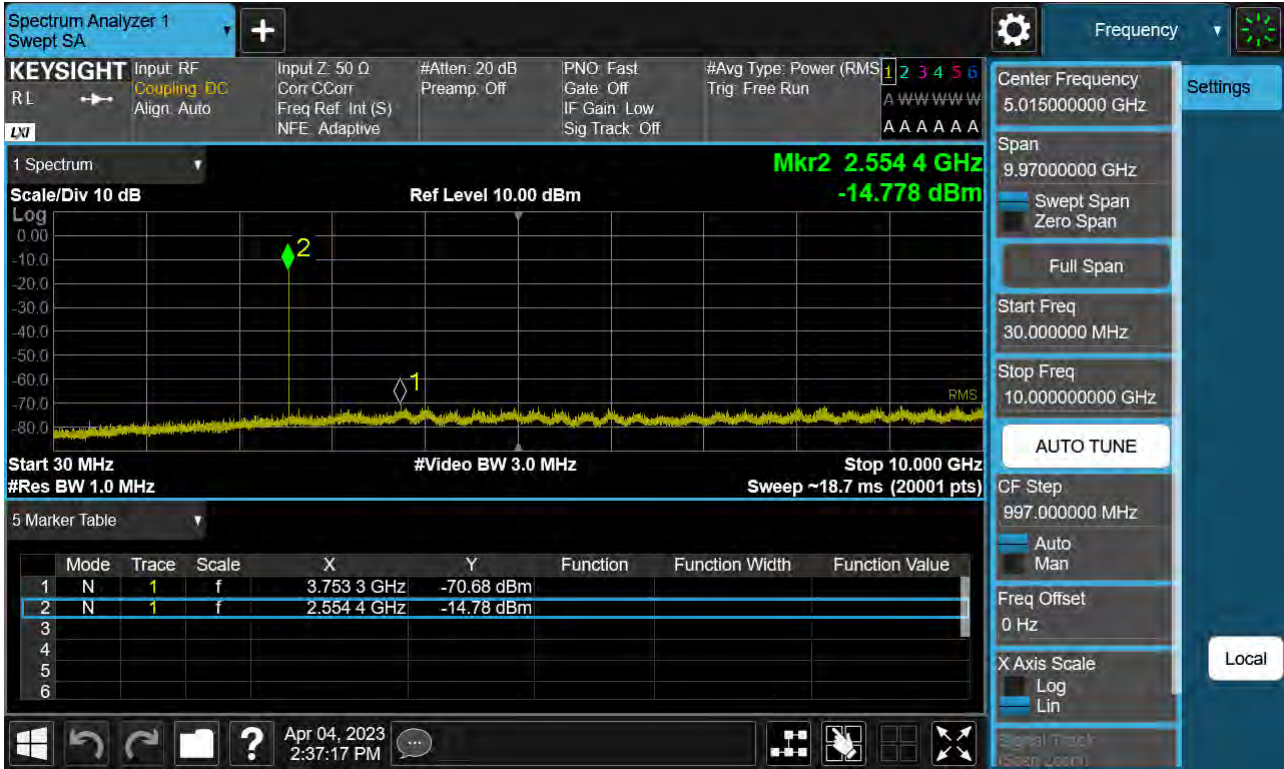 Spectrum Analyzer 1
Swept SA
+
Frequency
KEYSIGHT
RL
LXI
Input: RF
Coupling: DC
Align: Auto
Input Z: 50 Ω
Corr CCorr
Freq Ref: Int (S)
NFE: Adaptive
#Atten: 20 dB
Preamp: Off
PNO: Fast
Gate: Off
IF Gain: Low
Sig Track: Off
#Avg Type: Power (RMS
Trig: Free Run
1 2 3 4 5 6
A W W W W W
A A A A A A
1 Spectrum
Scale/Div 10 dB
Ref Level 10.00 dBm
Mkr2 2.554 4 GHz
-14.778 dBm
Log
0.00
-10.0
-20.0
-30.0
-40.0
-50.0
-60.0
-70.0
-80.0
2
1
RMS
Start 30 MHz
#Video BW 3.0 MHz
Stop 10.000 GHz
#Res BW 1.0 MHz
Sweep ~18.7 ms (20001 pts)
5 Marker Table
Mode Trace Scale X Y Function Function Width Function Value
1 N 1 f 3.753 3 GHz -70.68 dBm
2 N 1 f 2.554 4 GHz -14.78 dBm
3
4
5
6
Center Frequency
5.015000000 GHz
Span
9.97000000 GHz
Swept Span
Zero Span
Full Span
Start Freq
30.000000 MHz
Stop Freq
10.000000000 GHz
AUTO TUNE
CF Step
997.000000 MHz
Auto
Man
Freq Offset
0 Hz
X Axis Scale
Log
Lin
Signal Track
(Span Zoom)
Settings
Local
?
Apr 04, 2023
2:37:17 PM